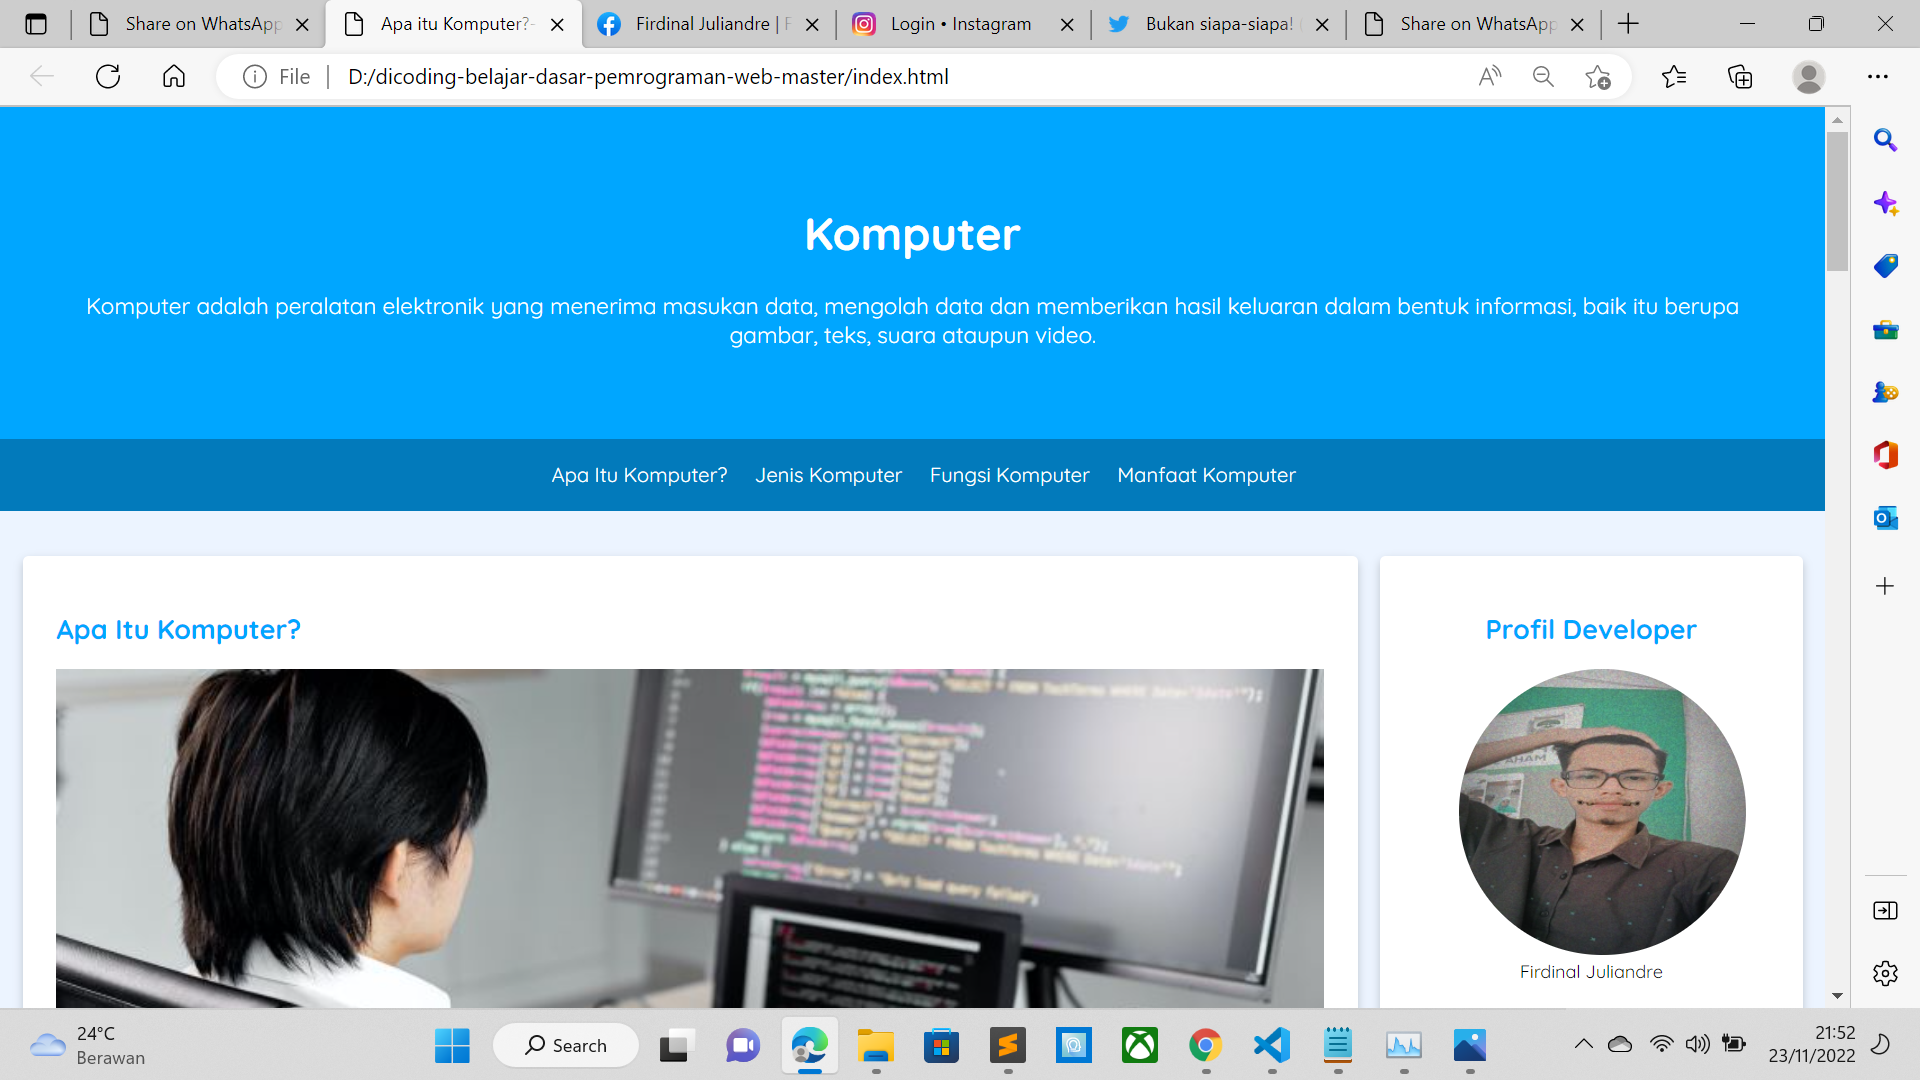 Share on WhatsApp
Apa itu Komputer?-
Firdinal Juliandre | F
Login • Instagram
Bukan siapa-siapa!
Share on WhatsApp
File
D:/dicoding-belajar-dasar-pemrograman-web-master/index.html
Komputer
Komputer adalah peralatan elektronik yang menerima masukan data, mengolah data dan memberikan hasil keluaran dalam bentuk informasi, baik itu berupa
gambar, teks, suara ataupun video.
Apa Itu Komputer?
Jenis Komputer
Fungsi Komputer
Manfaat Komputer
Apa Itu Komputer?
Profil Developer
AHAM
Firdinal Juliandre
24°C
Berawan
Search
21:52
23/11/2022